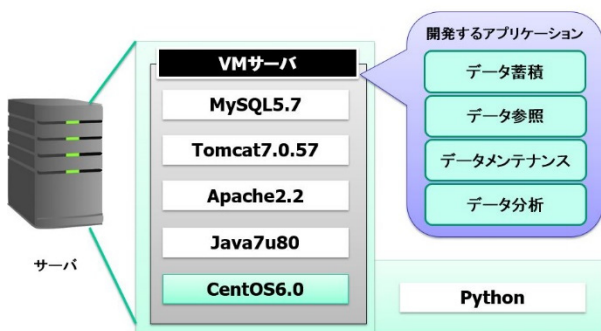 開発するアプリケーション
VMサーバ
データ蓄積
MySQL5.7
データ参照
Tomcat7.0.57
データメンテナンス
Apache2.2
データ分析
Java7u80
サーバ
CentOS6.0
Python